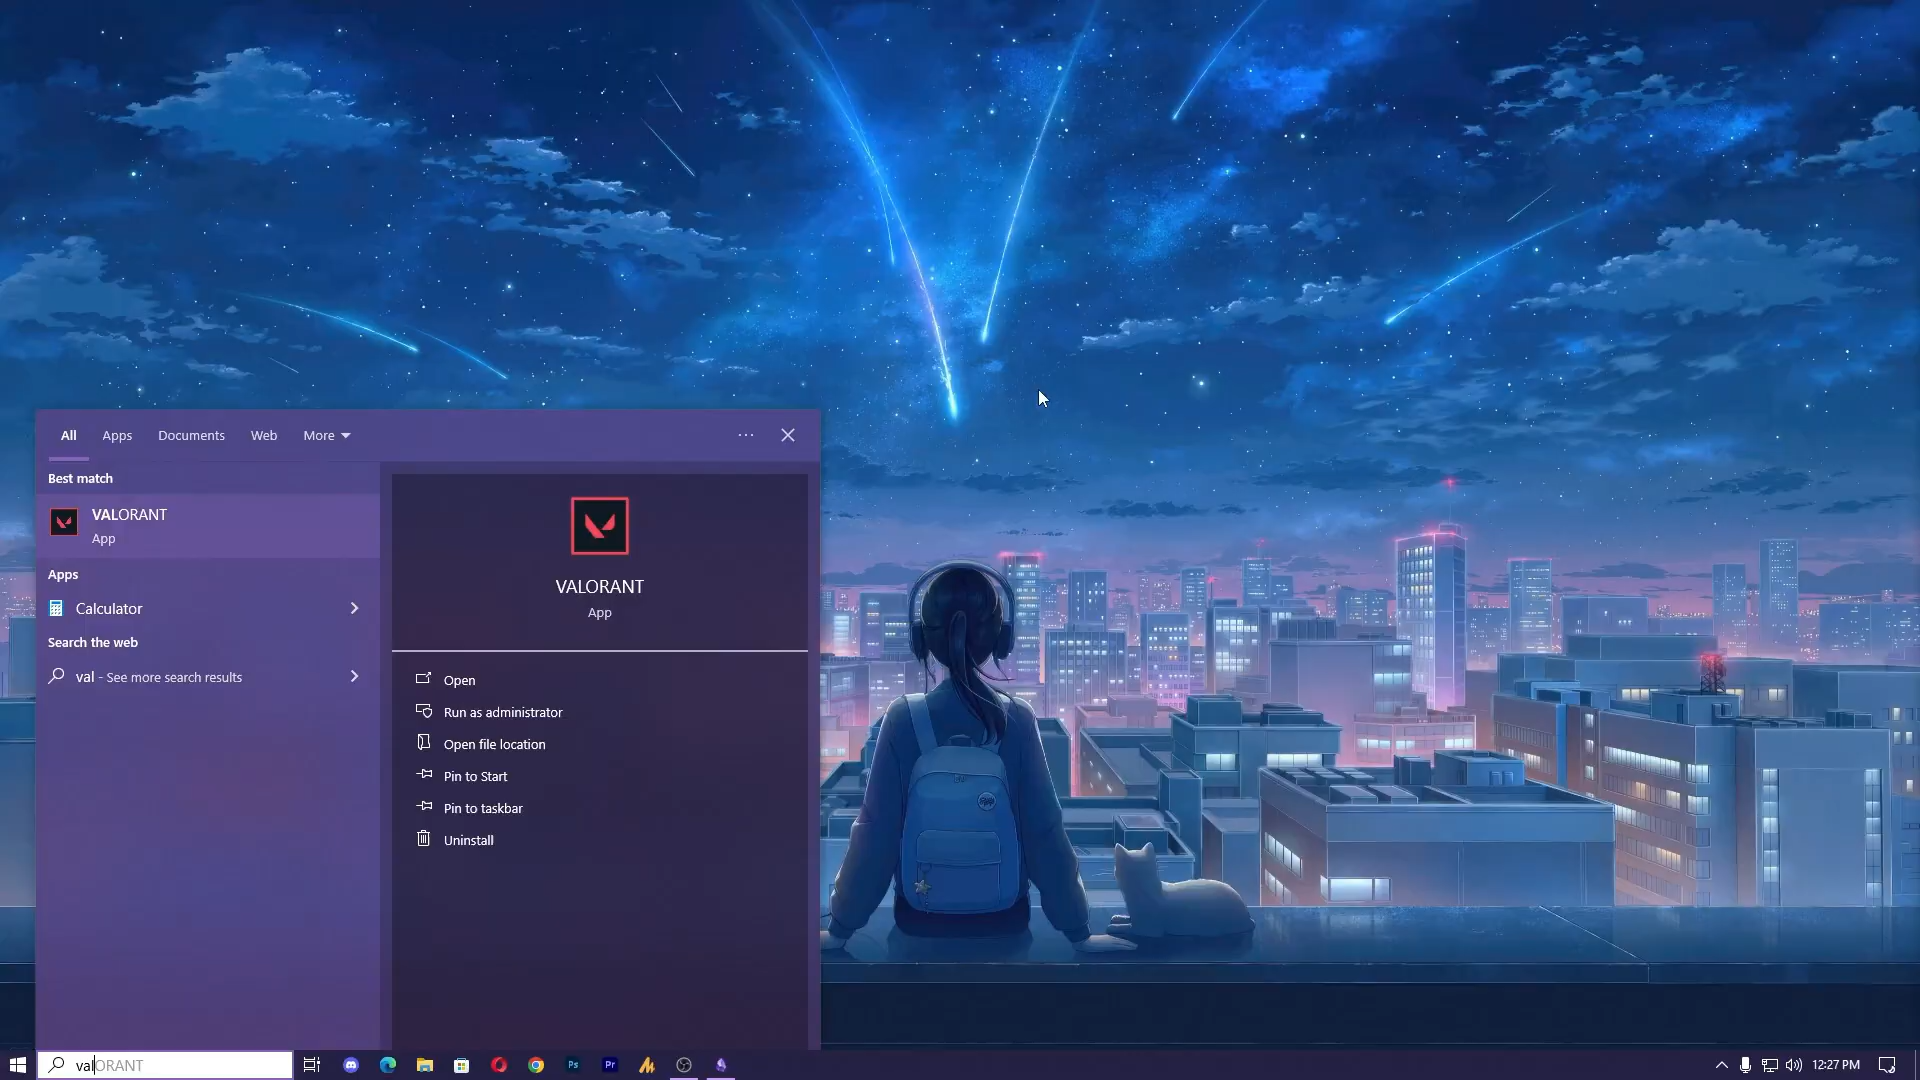 All Apps Documents Web More
Best match
VALORANT
App
Apps
Calculator
Search the web
val - See more search results
VALORANT
App
Open
Run as administrator
Open file location
Pin to Start
Pin to taskbar
Uninstall
valORANT
Ps
Pr
12:27 PM